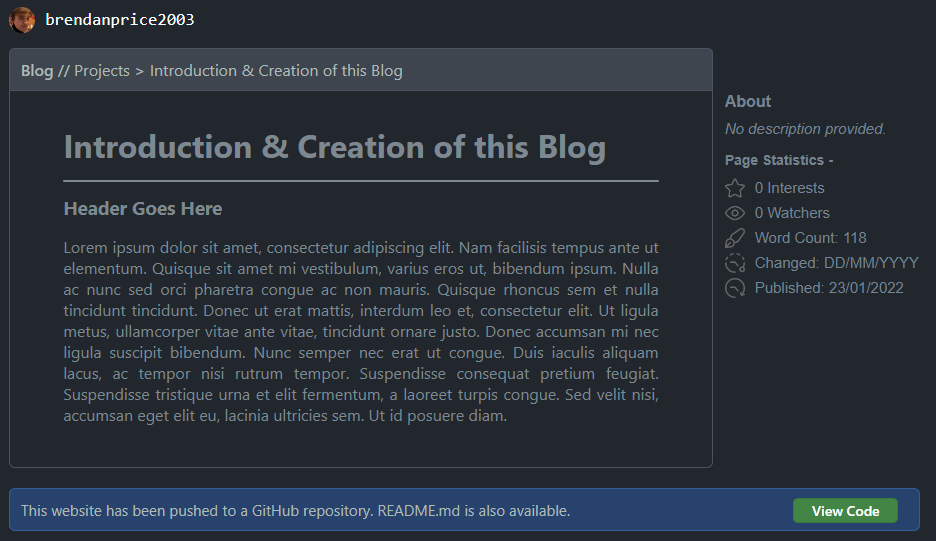 brendanprice2003
Blog // Projects > Introduction & Creation of this Blog
Introduction & Creation of this Blog
Header Goes Here
Lorem ipsum dolor sit amet, consectetur adipiscing elit. Nam facilisis tempus ante ut
elementum. Quisque sit amet mi vestibulum, varius eros ut, bibendum ipsum. Nulla
ac nunc sed orci pharetra congue ac non mauris. Quisque rhoncus sem et nulla
tincidunt tincidunt. Donec ut erat mattis, interdum leo et, consectetur elit. Ut ligula
metus, ullamcorper vitae ante vitae, tincidunt ornare justo. Donec accumsan mi nec
ligula suscipit bibendum. Nunc semper nec erat ut congue. Duis iaculis aliquam
lacus, ac tempor nisi rutrum tempor. Suspendisse consequat pretium feugiat.
Suspendisse tristique urna et elit fermentum, a laoreet turpis congue. Sed velit nisi,
accumsan eget elit eu, lacinia ultricies sem. Ut id posuere diam.
About
No description provided.
Page Statistics -
0 Interests
0 Watchers
Word Count: 118
Changed: DD/MM/YYYY
Published: 23/01/2022
This website has been pushed to a GitHub repository. README.md is also available.
View Code